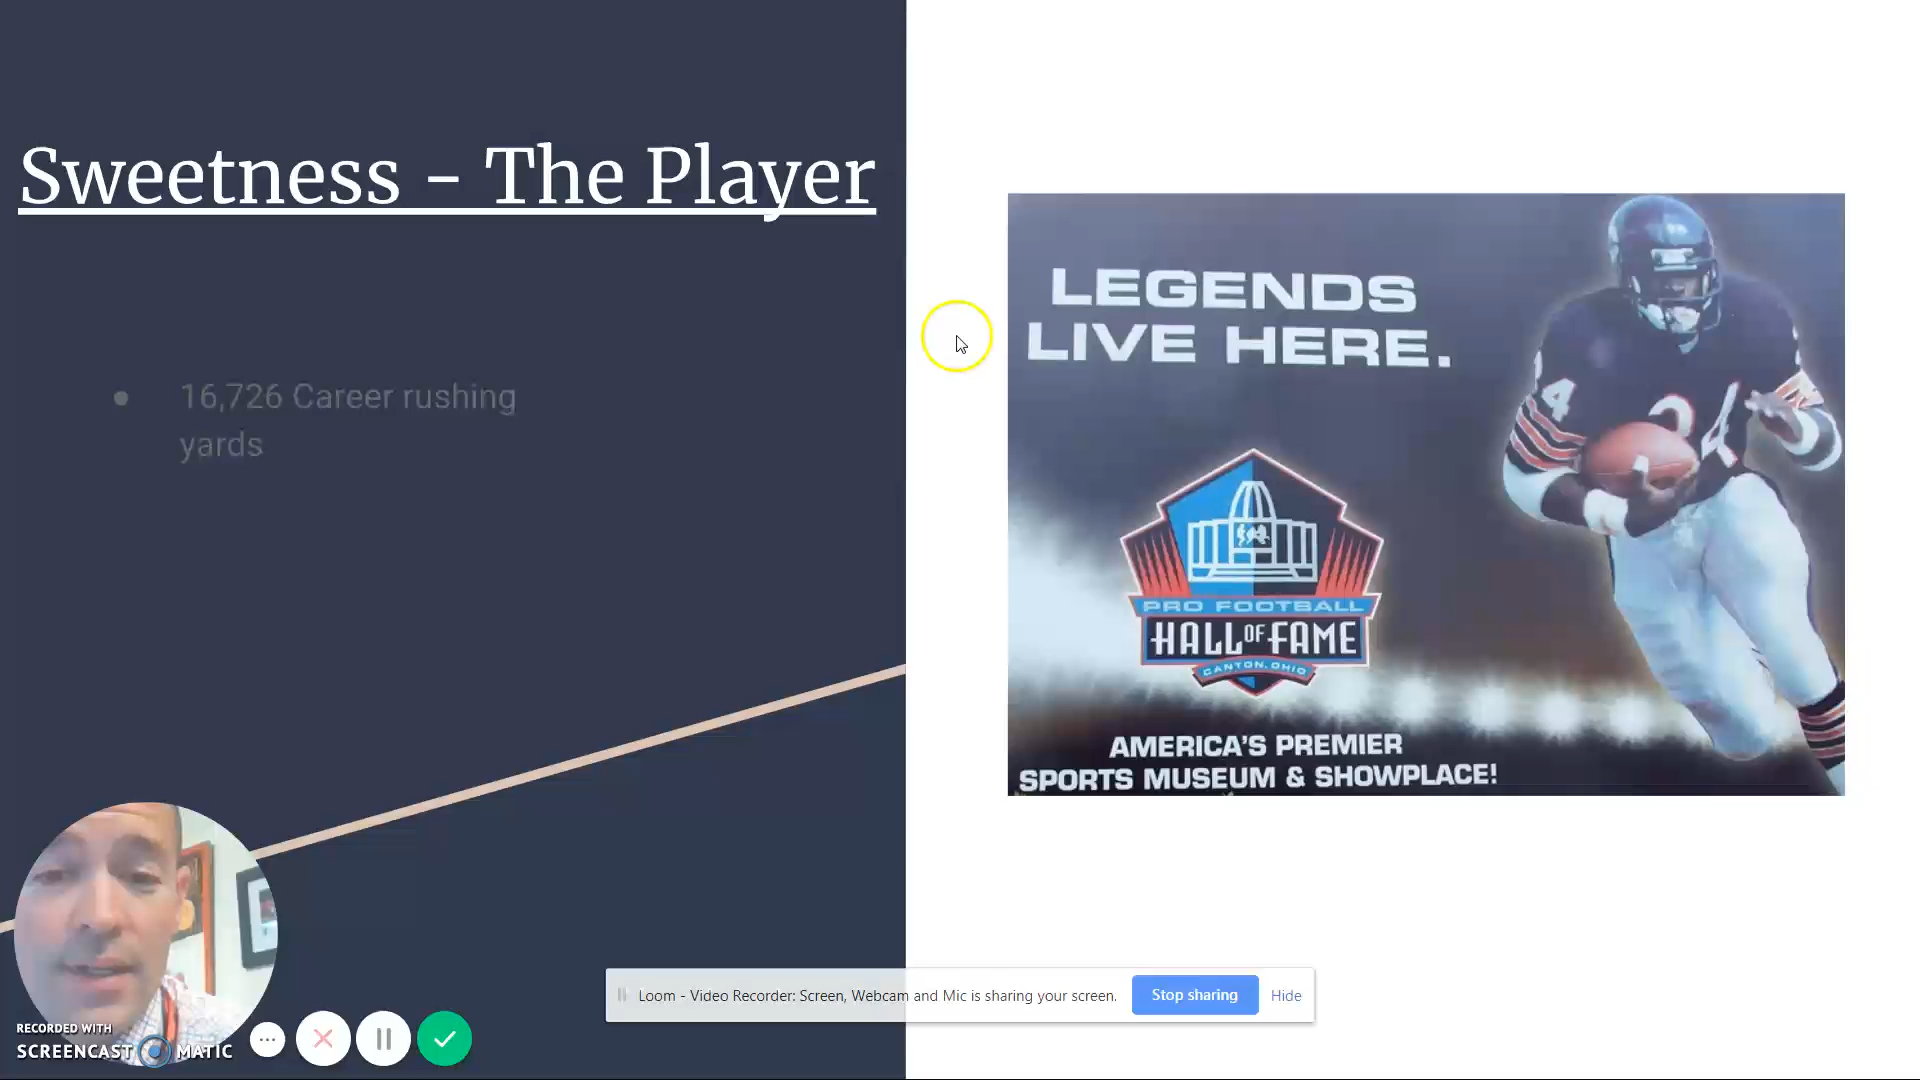 Sweetness - The Player
16,726 Career rushing
yards
LEGENDS
LIVE HERE.
34
34
PRO FOOTBALL
HALL OF FAME
CANTON, OHIO
AMERICA'S PREMIER
SPORTS MUSEUM & SHOWPLACE!
Loom - Video Recorder: Screen, Webcam and Mic is sharing your screen.
Stop sharing
Hide
RECORDED WITH
SCREENCAST MATIC